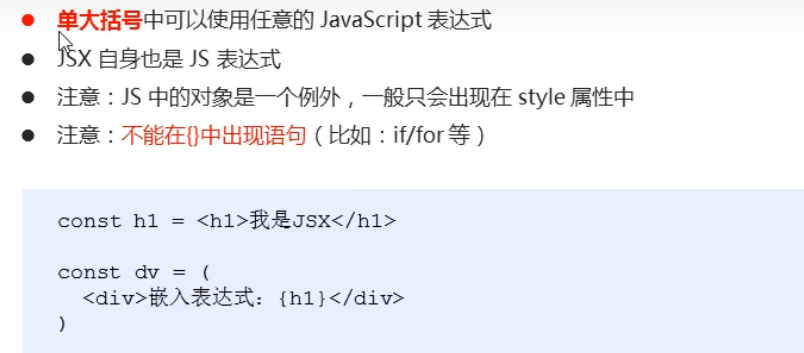 单大括号中可以使用任意的 JavaScript 表达式
JSX 自身也是 JS 表达式
注意：JS 中的对象是一个例外，一般只会出现在 style 属性中
注意：不能在{}中出现语句（比如：if/for 等）
const h1 = <h1>我是JSX</h1>
const dv = (
<div>嵌入表达式：{h1}</div>
)